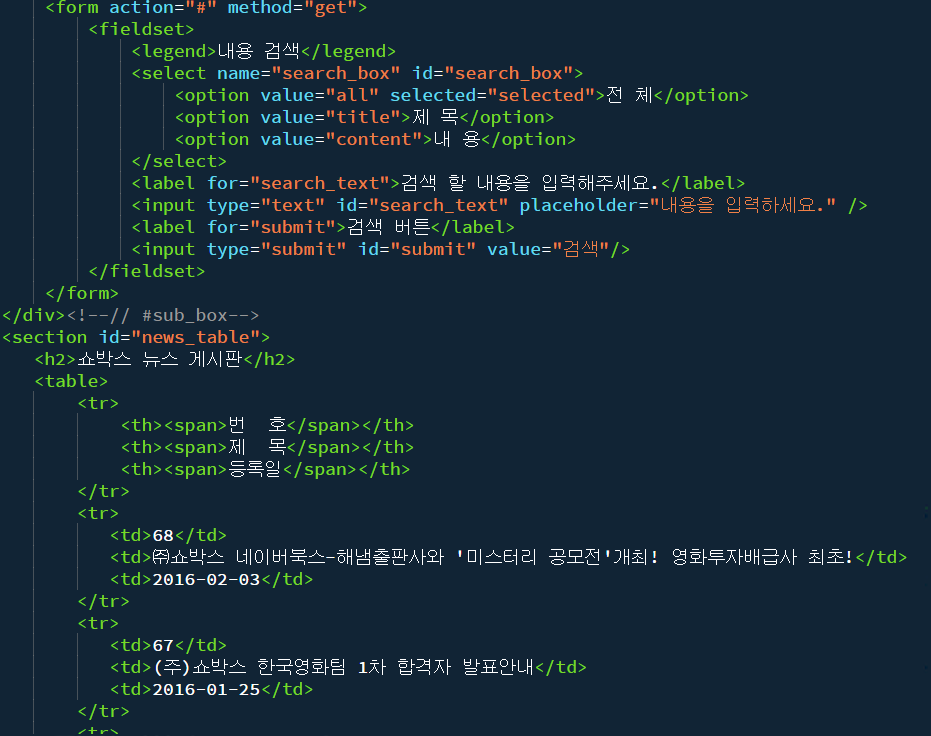 <form action="#" method="get">
<fieldset>
<legend>내용 검색</legend>
<select name="search_box" id="search_box">
<option value="all" selected="selected">전 체</option>
<option value="title">제 목</option>
<option value="content">내 용</option>
</select>
<label for="search_text">검색 할 내용을 입력해주세요.</label>
<input type="text" id="search_text" placeholder="내용을 입력하세요." />
<label for="submit">검색 버튼</label>
<input type="submit" id="submit" value="검색"/>
</fieldset>
</form>
</div><!--// #sub_box-->
<section id="news_table">
<h2>쇼박스 뉴스 게시판</h2>
<table>
<tr>
<th><span>번  호</span></th>
<th><span>제  목</span></th>
<th><span>등록일</span></th>
</tr>
<tr>
<td>68</td>
<td>㈜쇼박스 네이버북스-해냄출판사와 '미스터리 공모전'개최! 영화투자배급사 최초!</td>
<td>2016-02-03</td>
</tr>
<tr>
<td>67</td>
<td>(주)쇼박스 한국영화팀 1차 합격자 발표안내</td>
<td>2016-01-25</td>
</tr>
<tr>